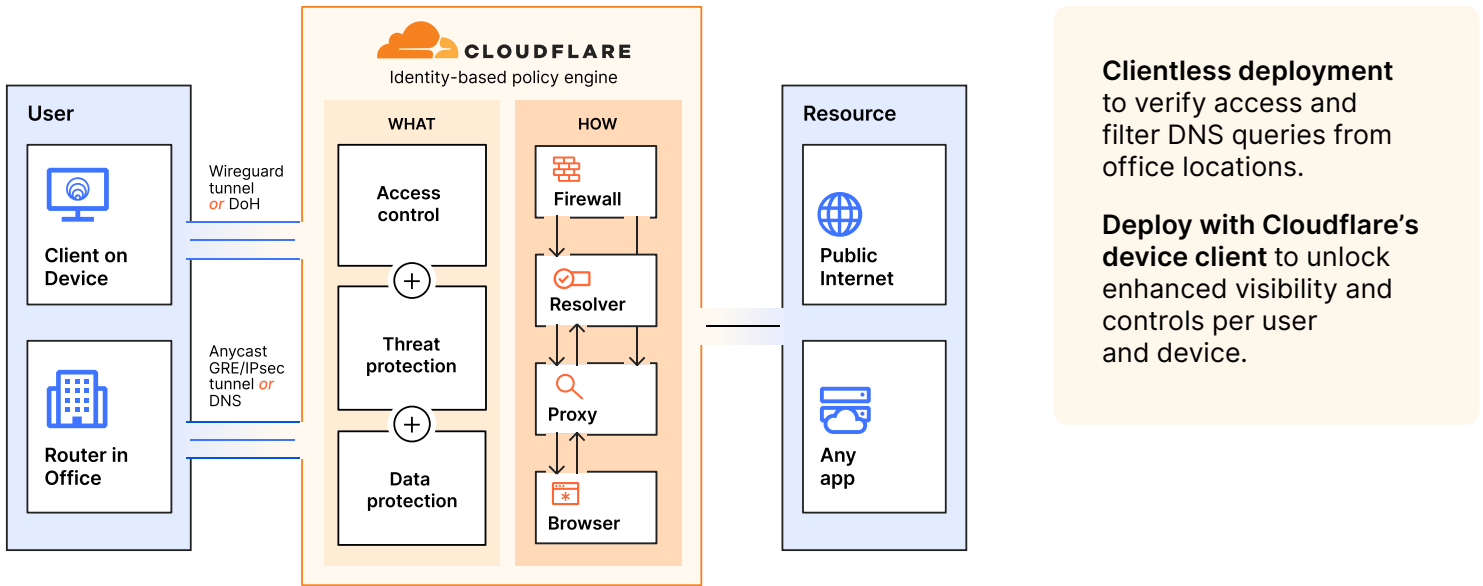 User
Client on
Device
Router in
Office
Wireguard
tunnel
or DoH
Anycast
GRE/IPsec
tunnel or
DNS
CLOUDFLARE
Identity-based policy engine
WHAT
Access
control
Threat
protection
Data
protection
HOW
Firewall
Resolver
Proxy
Browser
Resource
Public
Internet
Any
app
Clientless deployment
to verify access and
filter DNS queries from
office locations.
Deploy with Cloudflare’s
device client to unlock
enhanced visibility and
controls per user
and device.